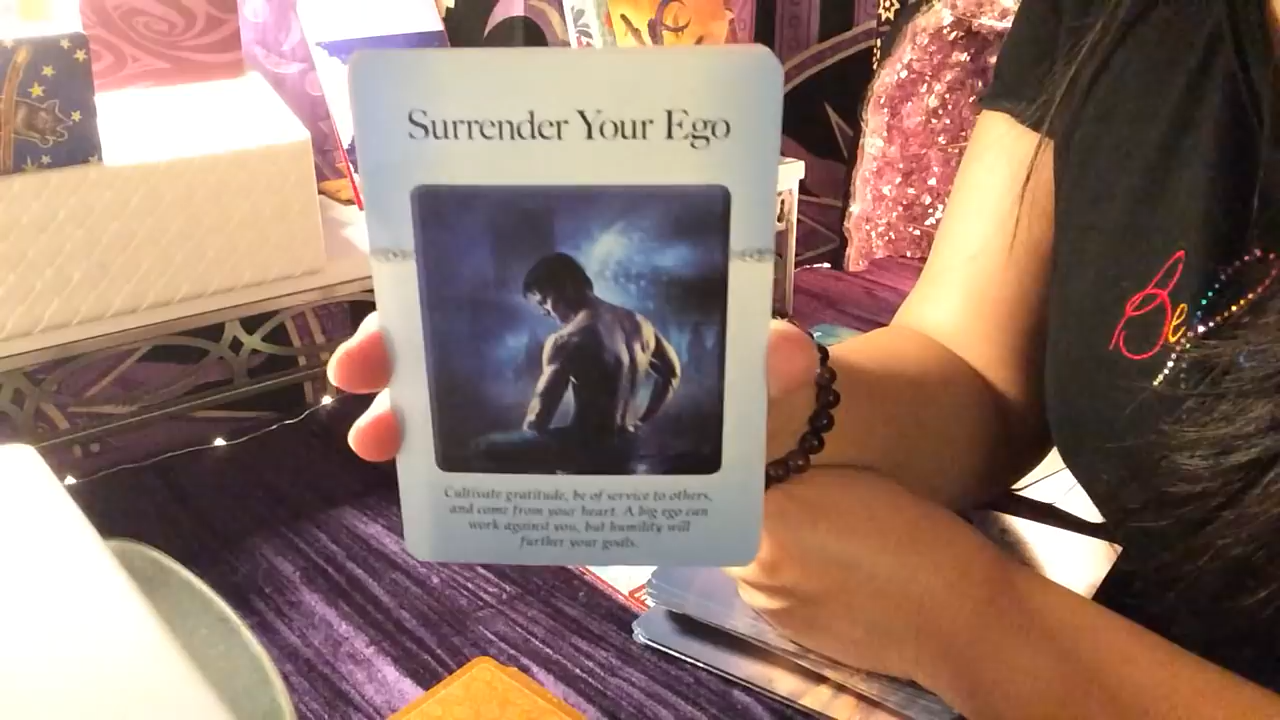 Surrender Your Ego
Cultivate gratitude, be of service to others,
and come from your heart. A big ego can
work against you, but humility will
further your goals.
Be